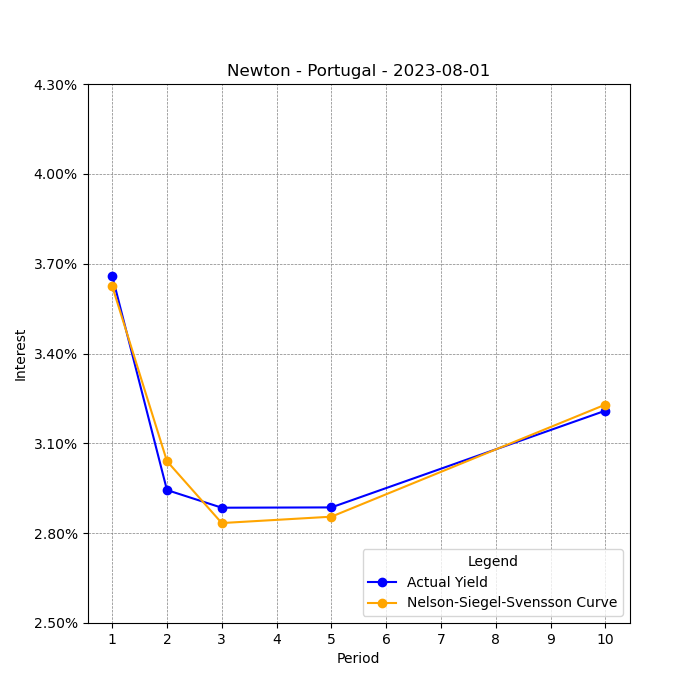 Newton - Portugal - 2023-08-01
4.30%
4.00%
3.70%
3.40%
3.10%
2.80%
2.50%
Interest
1 2 3 4 5 6 7 8 9 10
Period
Legend
Actual Yield
Nelson-Siegel-Svensson Curve